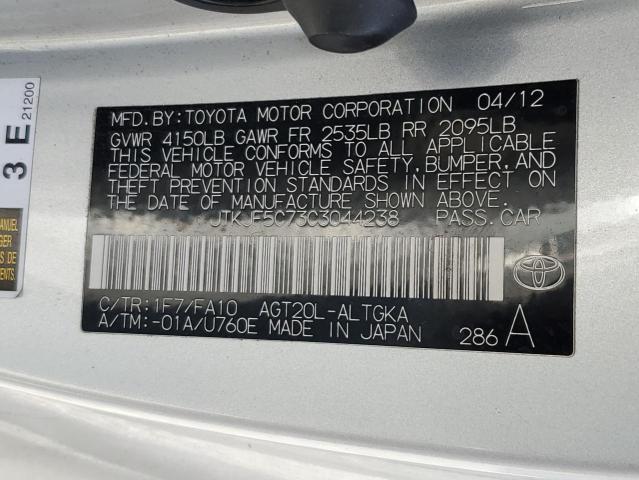 MFD.BY:TOYOTA MOTOR CORPORATION 04/12
GVWR 4150LB GAWR FR 2535LB RR 2095LB
THIS VEHICLE CONFORMS TO ALL APPLICABLE
FEDERAL MOTOR VEHICLE SAFETY,BUMPER,AND
THEFT PREVENTION STANDARDS IN EFFECT ON
THE DATE OF MANUFACTURE SHOWN ABOVE.
JTKJF5C73C3044238 PASS.CAR
C/TR:1F7/FA10 AGT20L-ALTGKA
A/TM:-01A/U760E MADE IN JAPAN
286 A
3 E
21200